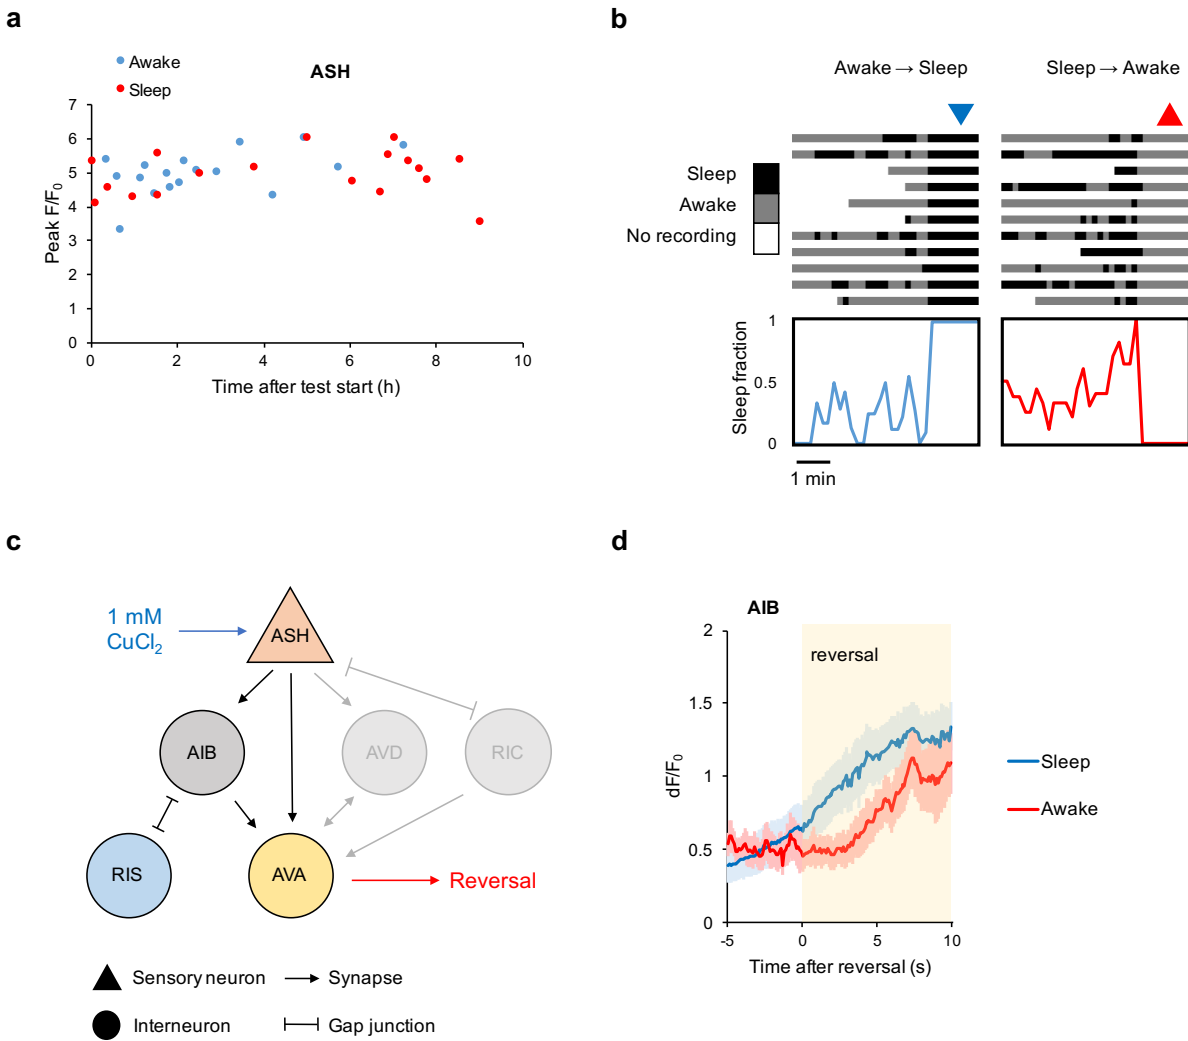 a
Awake
Sleep
ASH
7
6
5
4
3
2
1
0
Peak F/F0
0 2 4 6 8 10
Time after test start (h)
b
Awake → Sleep
Sleep → Awake
Sleep
Awake
No recording
1
0.5
0
Sleep fraction
1 min
c
1 mM
CuCl2
ASH
AIB
AVD
RIC
RIS
AVA
Reversal
Sensory neuron
Synapse
Interneuron
Gap junction
d
AIB
2
1.5
1
0.5
0
dF/F0
reversal
Sleep
Awake
-5 0 5 10
Time after reversal (s)